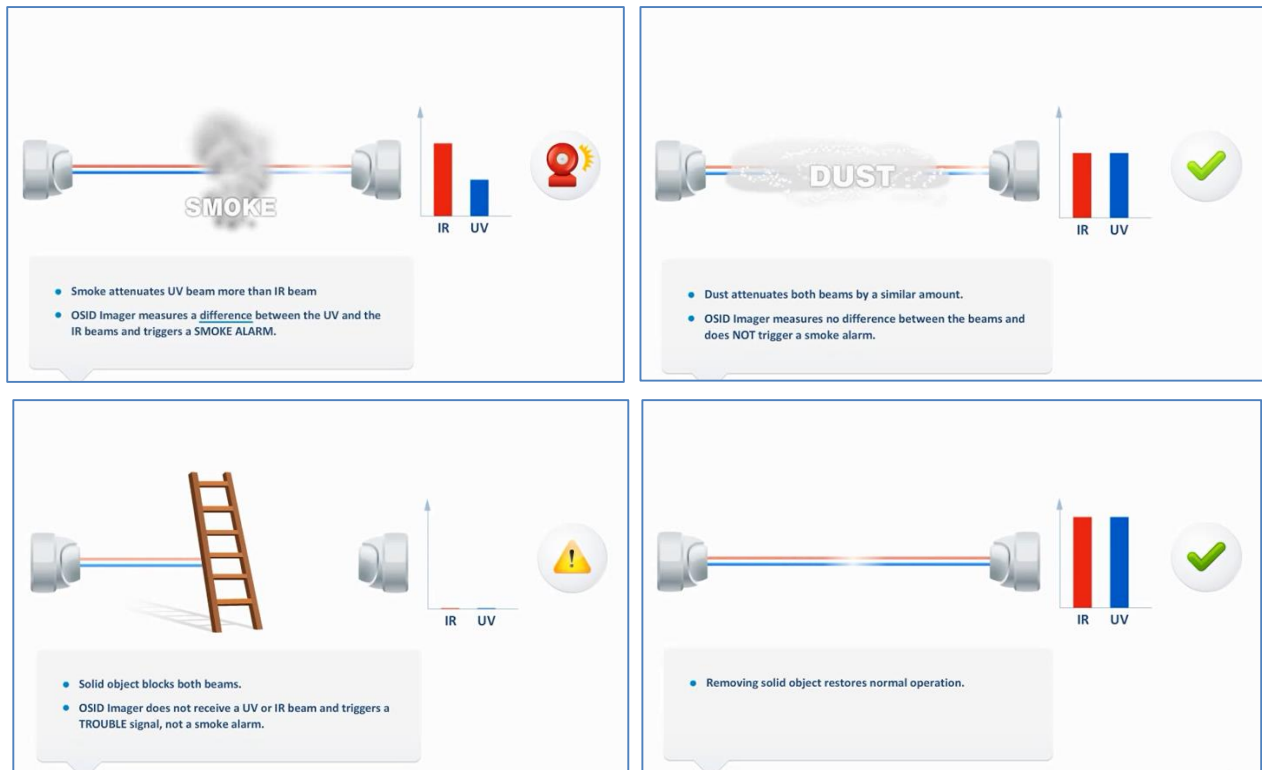 SMOKE
IR UV
Smoke attenuates UV beam more than IR beam
OSID Imager measures a difference between the UV and the
IR beams and triggers a SMOKE ALARM.
DUST
IR UV
Dust attenuates both beams by a similar amount.
OSID Imager measures no difference between the beams and
does NOT trigger a smoke alarm.
IR UV
Solid object blocks both beams.
OSID Imager does not receive a UV or IR beam and triggers a
TROUBLE signal, not a smoke alarm.
IR UV
Removing solid object restores normal operation.